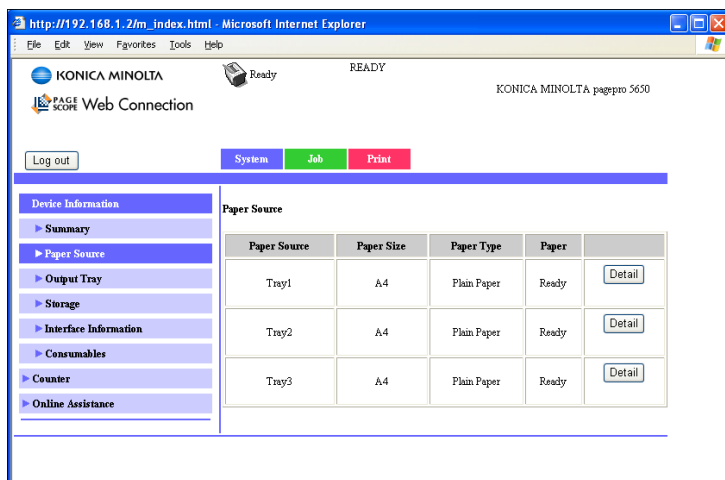 http://192.168.1.2/m_index.html - Microsoft Internet Explorer
File Edit View Favorites Tools Help
KONICA MINOLTA
Ready
READY
KONICA MINOLTA pagepro 5650
PAGE SCOPE Web Connection
Log out
System Job Print
Device Information
Summary
Paper Source
Output Tray
Storage
Interface Information
Consumables
Counter
Online Assistance
Paper Source
Paper Source Paper Size Paper Type Paper
Tray1 A4 Plain Paper Ready Detail
Tray2 A4 Plain Paper Ready Detail
Tray3 A4 Plain Paper Ready Detail